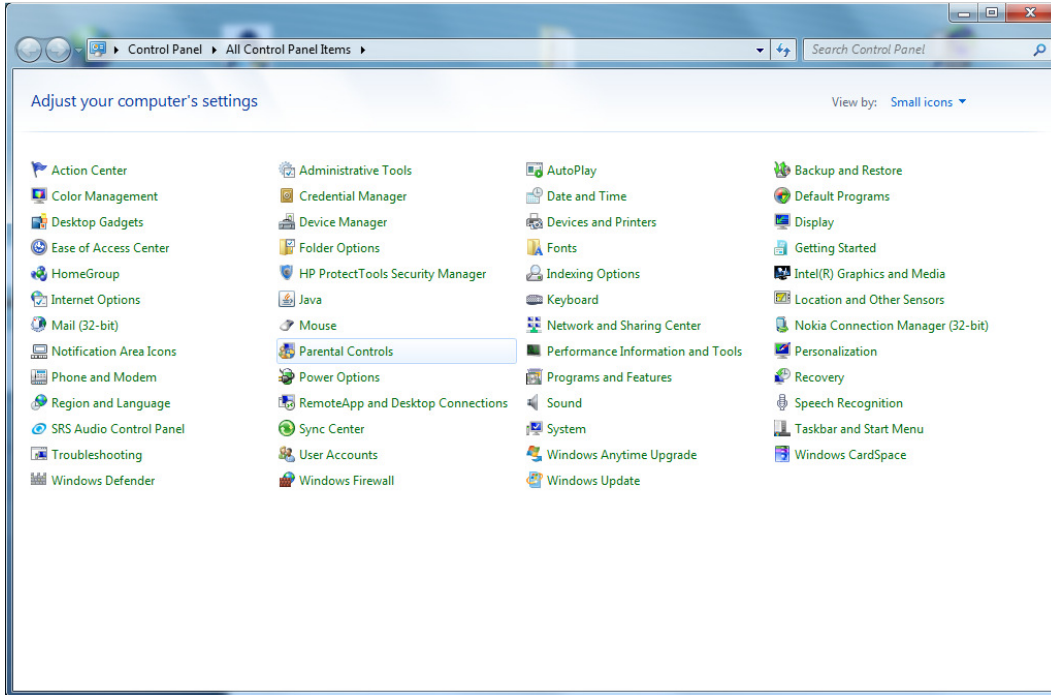 Control Panel All Control Panel Items Search Control Panel
Adjust your computer's settings View by: Small icons
Action Center Administrative Tools AutoPlay Backup and Restore
Color Management Credential Manager Date and Time Default Programs
Desktop Gadgets Device Manager Devices and Printers Display
Ease of Access Center Folder Options Fonts Getting Started
HomeGroup HP ProtectTools Security Manager Indexing Options Intel(R) Graphics and Media
Internet Options Java Keyboard Location and Other Sensors
Mail (32-bit) Mouse Network and Sharing Center Nokia Connection Manager (32-bit)
Notification Area Icons Parental Controls Performance Information and Tools Personalization
Phone and Modem Power Options Programs and Features Recovery
Region and Language RemoteApp and Desktop Connections Sound Speech Recognition
SRS Audio Control Panel Sync Center System Taskbar and Start Menu
Troubleshooting User Accounts Windows Anytime Upgrade Windows CardSpace
Windows Defender Windows Firewall Windows Update